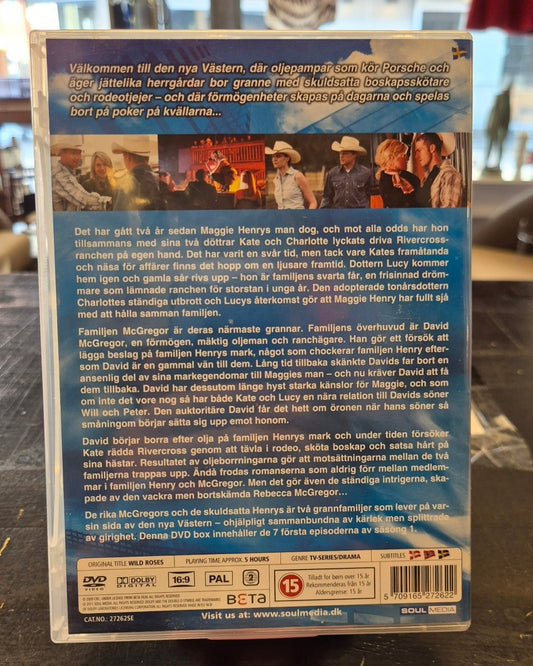 Välkommen till den nya Västern, där oljepampar som kör Porsche och
äger jättelika herrgårdar bor granne med skuldsatta boskapsskötare
och rodeotjejer – och där förmögenheter skapas på dagarna och spelas
bort på poker på kvällarna...
Det har gått två år sedan Maggie Henrys man dog, och mot alla odds har hon
tillsammans med sina två döttrar Kate och Charlotte lyckats driva Rivercross-
ranchen på egen hand. Det har varit en svår tid, men tack vare Kates framåtanda
och näsa för affärer finns det hopp om en ljusare framtid. Dottern Lucy kommer
hem igen och gamla sår rivs upp – hon är familjens svarta får, en frisinnad dröm-
mare som lämnade ranchen för storstan i unga år. Den adopterade tonårsdottern
Charlottes ständiga utbrott och Lucys återkomst gör att Maggie Henry har fullt sjå
med att hålla samman familjen.
Familjen McGregor är deras närmaste grannar. Familjens överhuvud är David
McGregor, en förmögen, mäktig oljeman och ranchägare. Han gör ett försök att
lägga beslag på familjen Henrys mark, något som chockerar familjen Henry efter-
som David är en gammal vän till dem. Lång tid tillbaka skänkte Davids far bort en
ansenlig del av sina markegendomar till Maggies man – och nu kräver David att få
dem tillbaka. David har dessutom länge hyst starka känslor för Maggie, och som
om inte det vore nog så har både Kate och Lucy en nära relation till Davids söner
Will och Peter. Den auktoritäre David får det hett om öronen när hans söner så
småningom börjar sätta sig upp emot honom.
David börjar borra efter olja på familjen Henrys mark och under tiden försöker
Kate rädda Rivercross genom att tävla i rodeo, sköta boskap och satsa hårt på
sina hästar. Resultatet av oljeborrningarna gör att motsättningarna mellan de två
familjerna trappas upp. Ändå frodas romanserna som aldrig förr mellan medlem-
mar i familjen Henry och McGregor. Men det gör även de ständiga intrigerna, ska-
pade av den vackra men bortskämda Rebecca McGregor...
De rika McGregors och de skuldsatta Henrys är två grannfamiljer som lever på var-
sin sida av den nya Västern – ohjälpligt sammanbundna av kärlek men splittrade
av girighet. Denna DVD box innehåller de 7 första episoderna av säsong 1.
ORIGINAL TITLE WILD ROSES
PLAYING TIME APPROX. 5 HOURS
GENRE TV-SERIES/DRAMA
SUBTITLES
DVD
VIDEO
DOLBY
DIGITAL
16:9
PAL
2
15
Tilladt for børn over 15 år
Rekommenderas från 15 år
Aldersgrense: 15 år
BETA
SOUL MEDIA
5 709165 272622
CAT.NO.: 272625E
Visit us at: www.soulmedia.dk